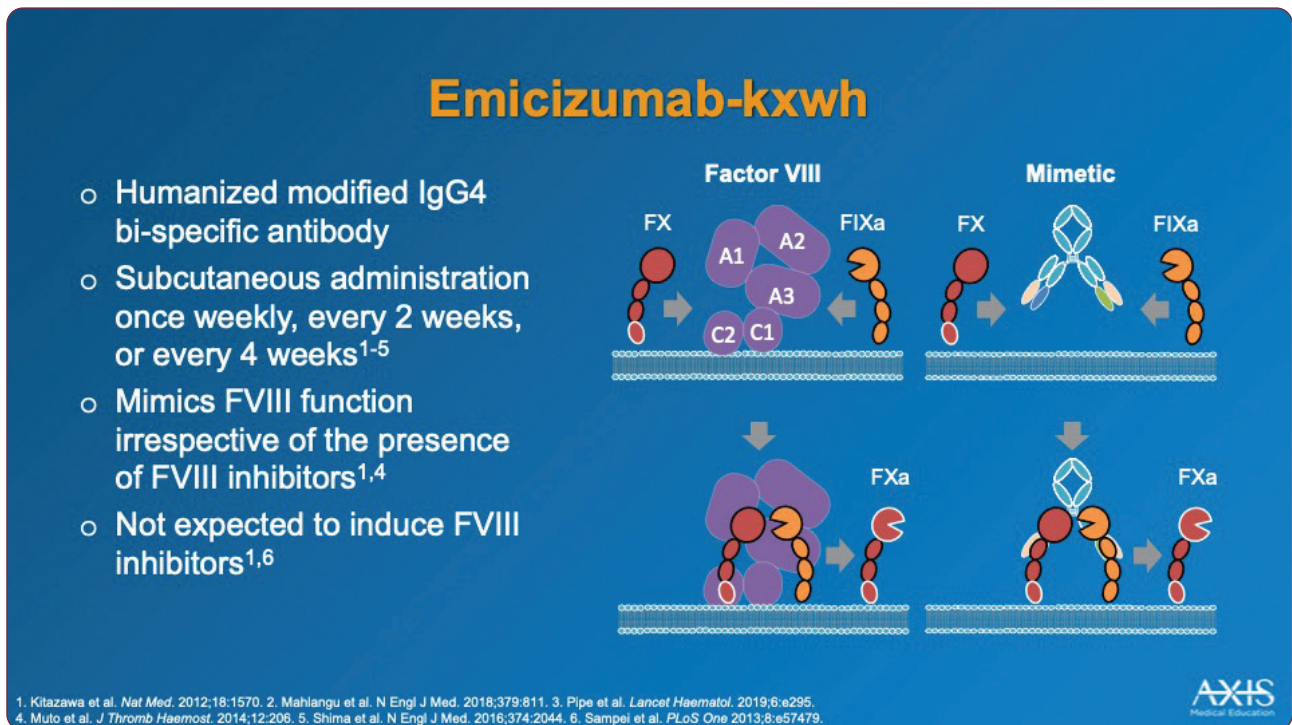 Emicizumab-kxwh
o Humanized modified IgG4
bi-specific antibody
o Subcutaneous administration
once weekly, every 2 weeks,
or every 4 weeks1-5
o Mimics FVIII function
irrespective of the presence
of FVIII inhibitors1,4
o Not expected to induce FVIII
inhibitors1,6
Factor VIII
FX
A1
A2
A3
C2
C1
FIXa
FXa
Mimetic
FX
FIXa
FXa
1. Kitazawa et al. Nat Med. 2012;18:1570. 2. Mahlangu et al. N Engl J Med. 2018;379:811. 3. Pipe et al. Lancet Haematol. 2019;6:e295.
4. Muto et al. J Thromb Haemost. 2014;12:206. 5. Shima et al. N Engl J Med. 2016;374:2044. 6. Sampei et al. PLoS One 2013;8:e57479.
AXIS
Medical Education